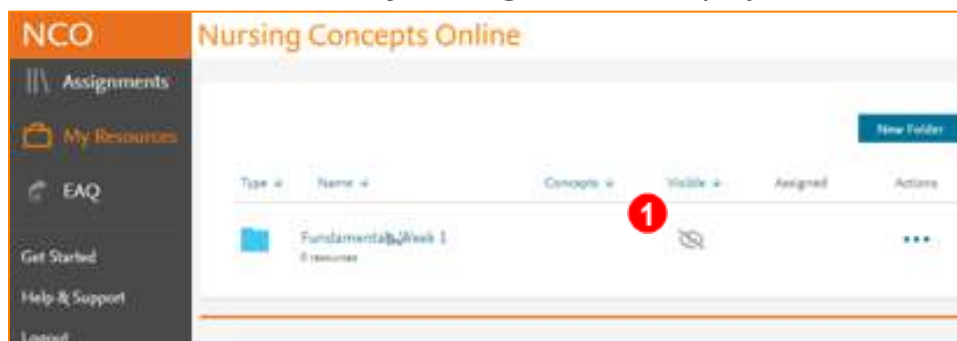 NCO
Nursing Concepts Online
Assignments
My Resources
New Folder
EAQ
Type Name Concepts Visible Assigned Actions
1
Fundamentals Week 1
0 resources
Get Started
Help & Support
Logout